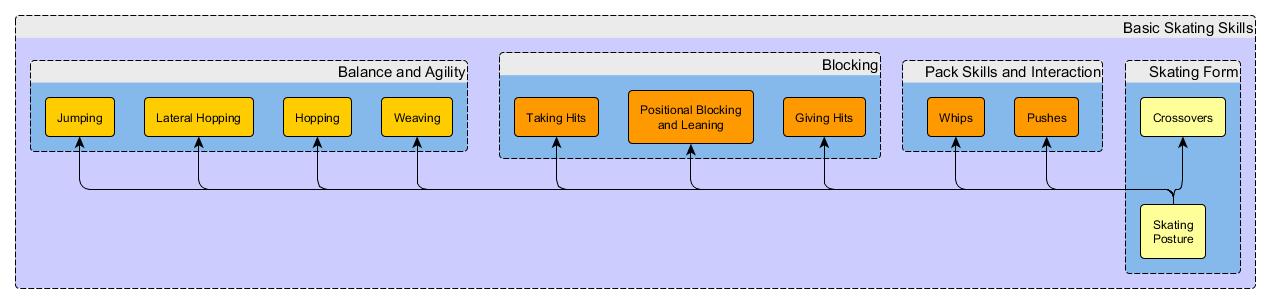 Basic Skating Skills
Balance and Agility
Jumping
Lateral Hopping
Hopping
Weaving
Blocking
Taking Hits
Positional Blocking
and Leaning
Giving Hits
Pack Skills and Interaction
Whips
Pushes
Skating Form
Crossovers
Skating
Posture